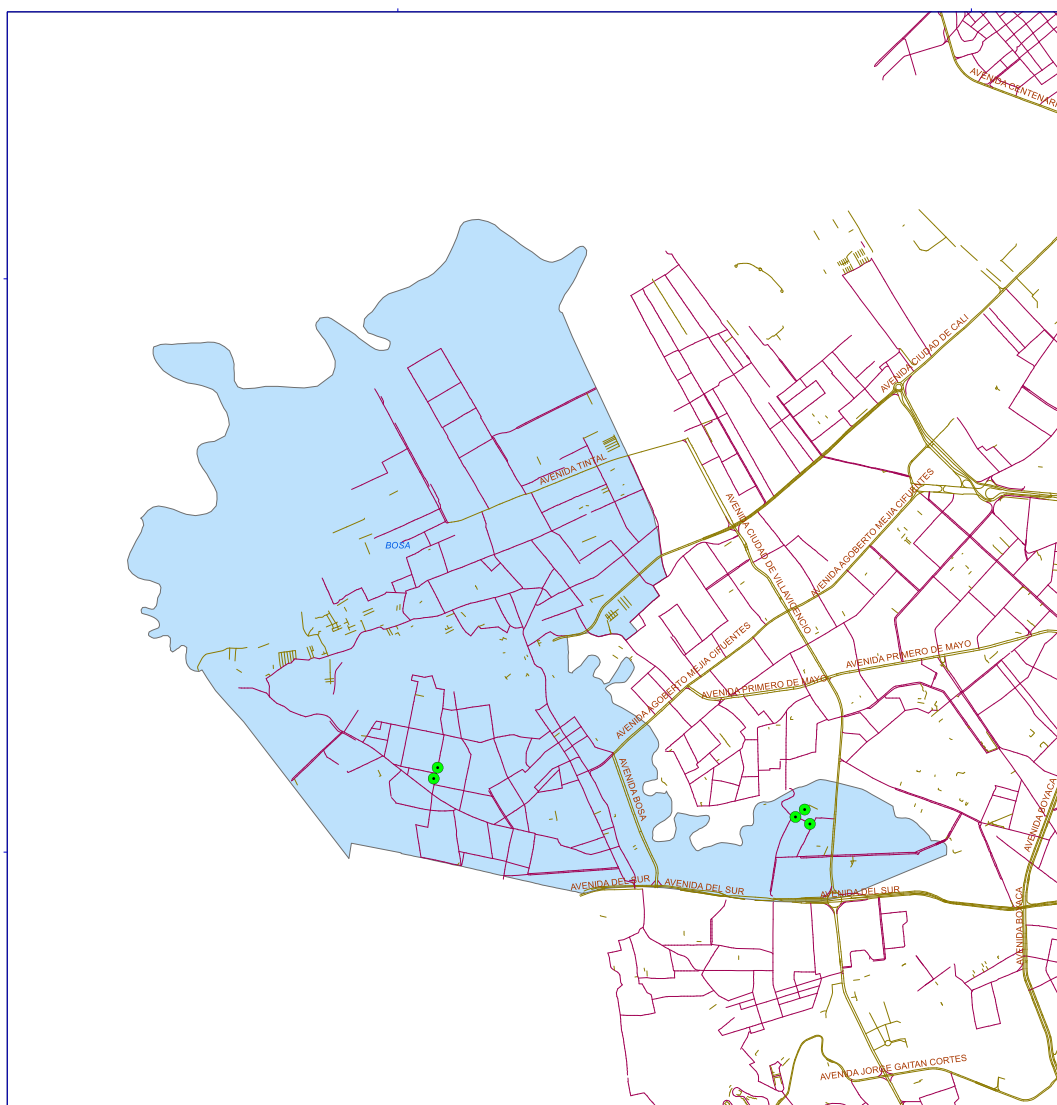 AVENIDA CENTENARI
AVENIDA CIUDAD DE CALI
AVENIDA TINTAL
AVENIDA AGOBERTO MEJIA CIFUENTES
AVENIDA CIUDAD DE VILLAVICENCIO
BOSA
AVENIDA AGOBERTO MEJIA CIFUENTES
AVENIDA PRIMERO DE MAYO
AVENIDA PRIMERO DE MAYO
AVENIDA BOSA
AVENIDA BOYACA
AVENIDA DEL SUR
AVENIDA DEL SUR
AVENIDA DEL SUR
AVENIDA BOYACA
AVENIDA JORGE GAITAN CORTES